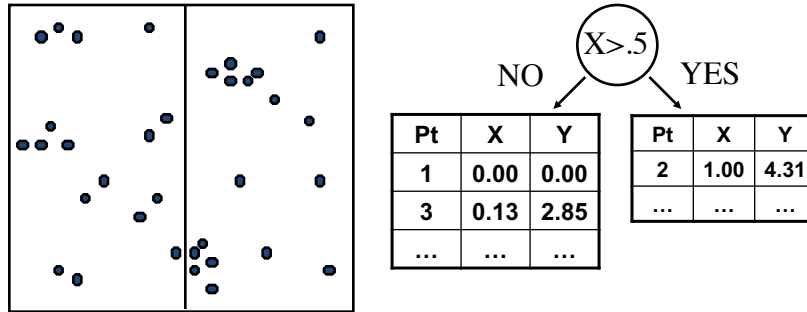 X>.5
NO YES
Pt X Y
1 0.00 0.00
3 0.13 2.85
... ... ...
Pt X Y
2 1.00 4.31
... ... ...